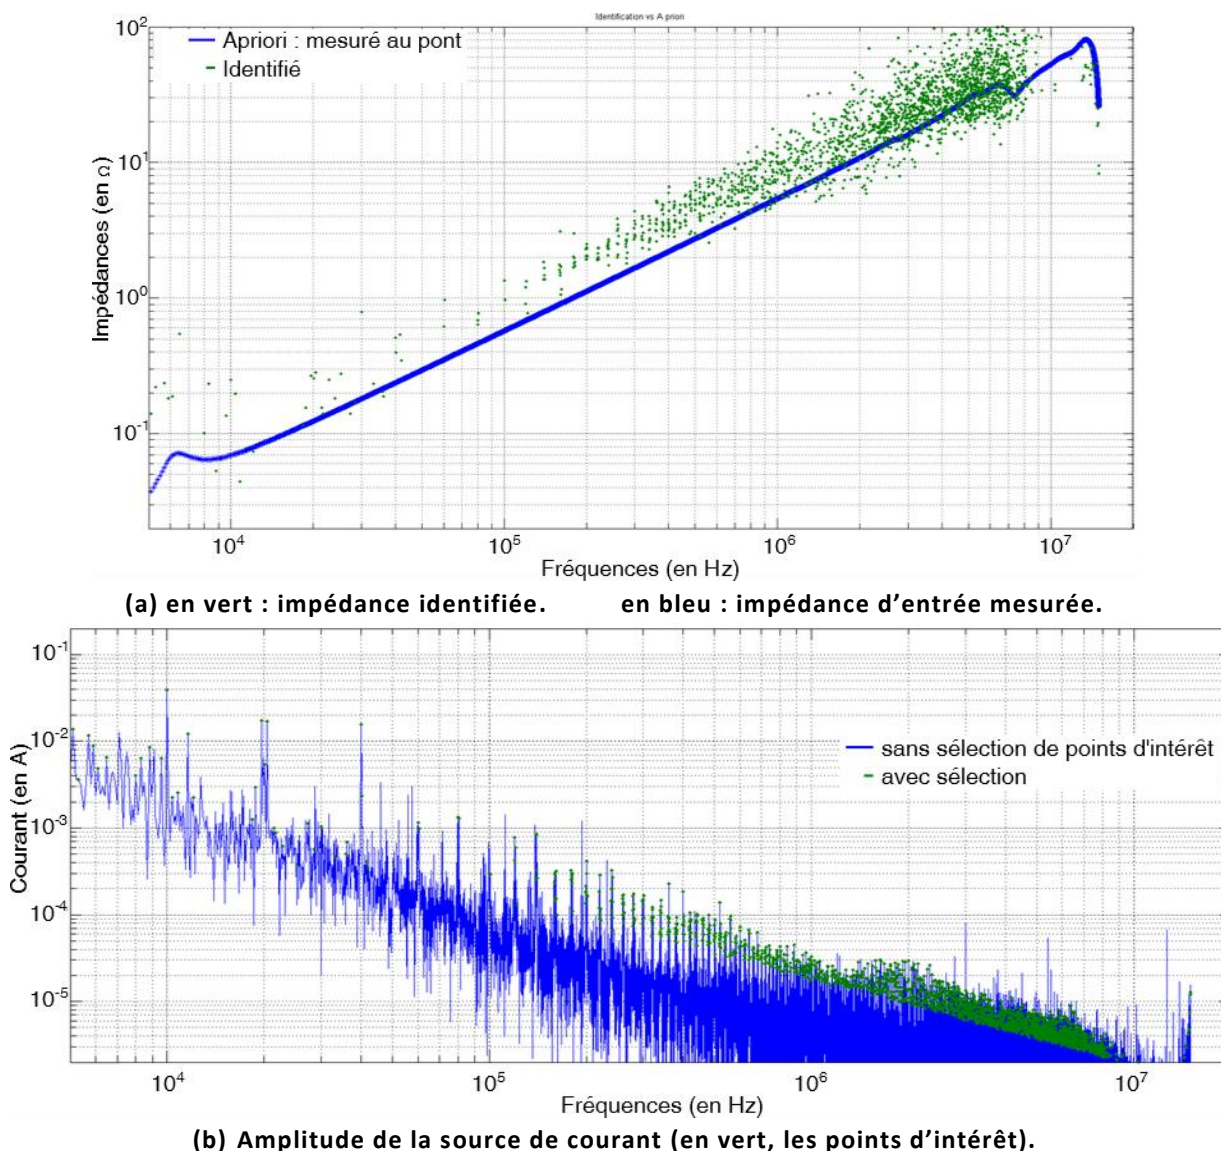 Identification vs A priori
10²
Apriori : mesuré au pont
Identifié
10¹
10⁰
10⁻¹
Impédances (en Ω)
10⁴ 10⁵ 10⁶ 10⁷
Fréquences (en Hz)
(a) en vert : impédance identifiée. en bleu : impédance d’entrée mesurée.
10⁻¹
10⁻²
10⁻³
10⁻⁴
10⁻⁵
Courant (en A)
sans sélection de points d'intérêt
avec sélection
10⁴ 10⁵ 10⁶ 10⁷
Fréquences (en Hz)
(b) Amplitude de la source de courant (en vert, les points d’intérêt).